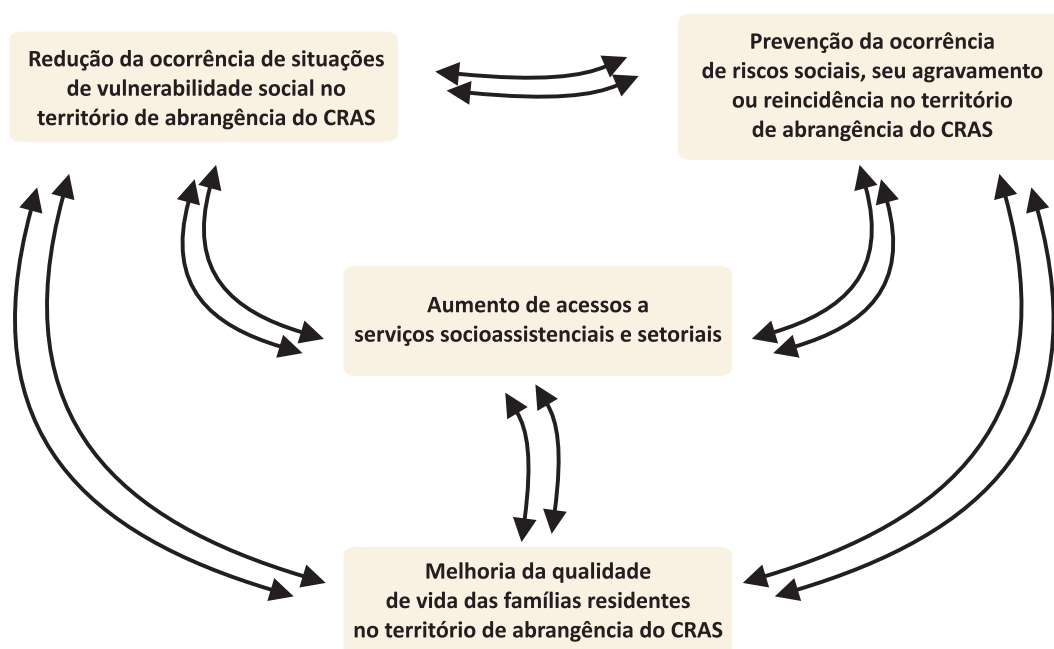 Redução da ocorrência de situações
de vulnerabilidade social no
território de abrangência do CRAS
Prevenção da ocorrência
de riscos sociais, seu agravamento
ou reincidência no território
de abrangência do CRAS
Aumento de acessos a
serviços socioassistenciais e setoriais
Melhoria da qualidade
de vida das famílias residentes
no território de abrangência do CRAS